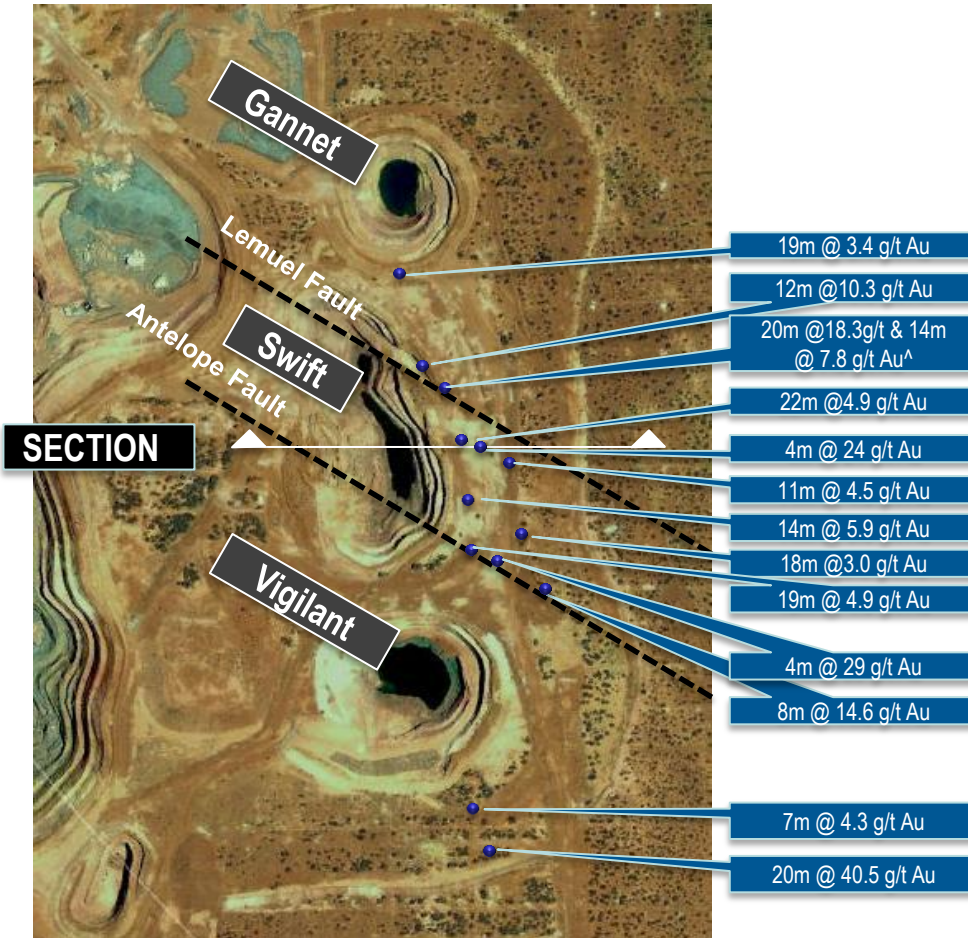 Gannet
Lemuel Fault
Antelope Fault
Swift
SECTION
Vigilant
19m @ 3.4 g/t Au
12m @10.3 g/t Au
20m @18.3g/t & 14m
@ 7.8 g/t Au^
22m @4.9 g/t Au
4m @ 24 g/t Au
11m @ 4.5 g/t Au
14m @ 5.9 g/t Au
18m @3.0 g/t Au
19m @ 4.9 g/t Au
4m @ 29 g/t Au
8m @ 14.6 g/t Au
7m @ 4.3 g/t Au
20m @ 40.5 g/t Au